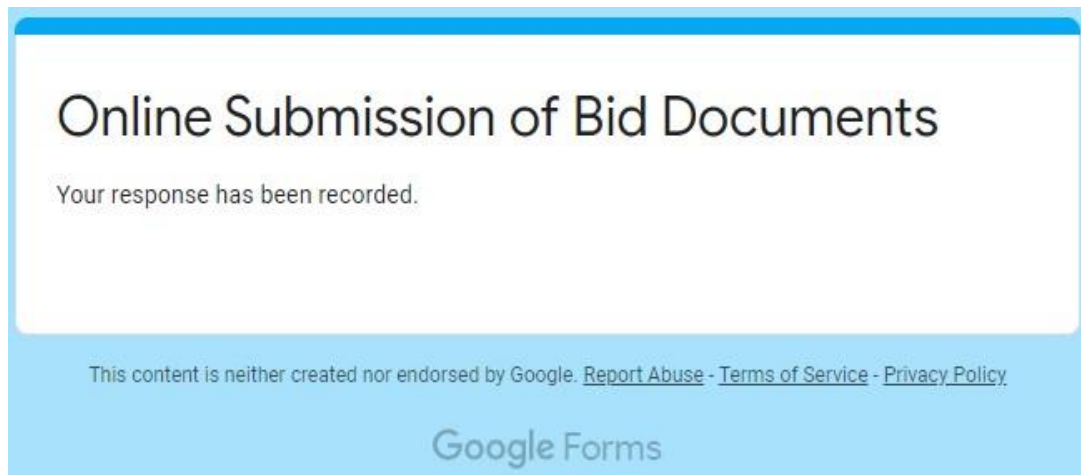 Online Submission of Bid Documents
Your response has been recorded.
This content is neither created nor endorsed by Google. Report Abuse - Terms of Service - Privacy Policy
Google Forms